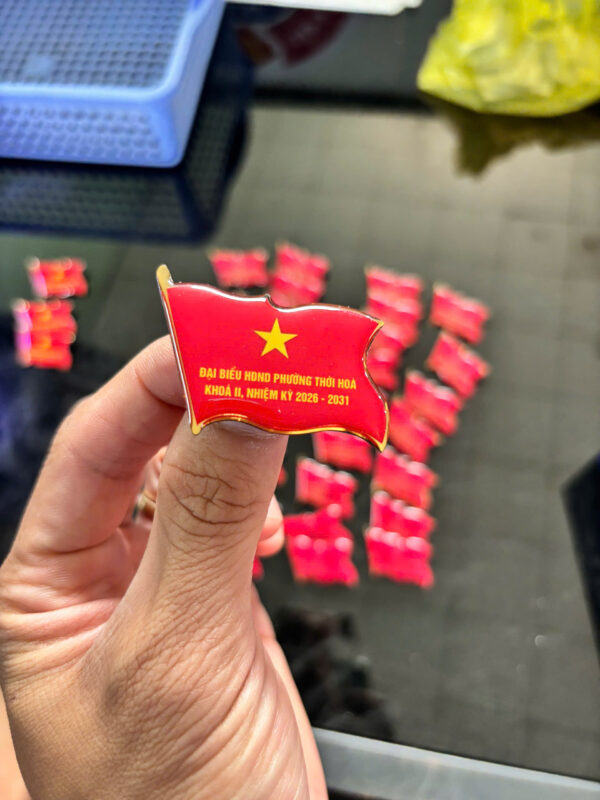 ĐẠI BIỂU HĐND PHƯỜNG THỚI HOÀ
KHOÁ II, NHIỆM KỲ 2026 - 2031